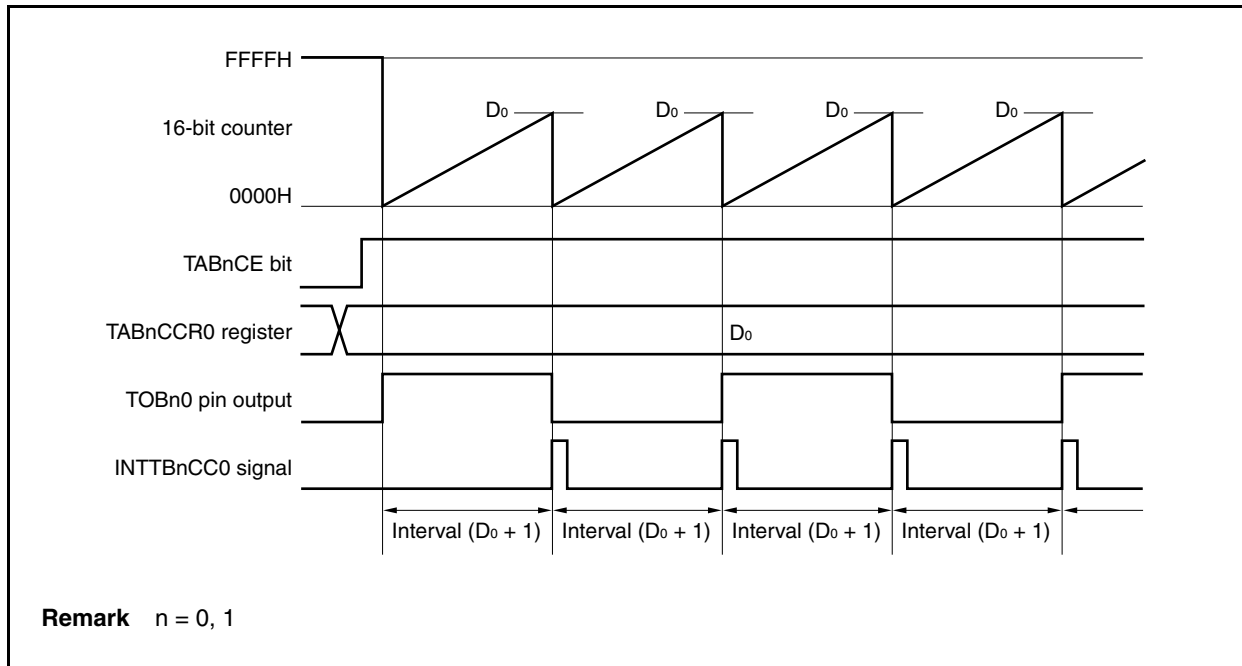 FFFFH
D₀ D₀ D₀ D₀
16-bit counter
0000H
TABnCE bit
TABnCCR0 register
D₀
TOBn0 pin output
INTTBnCC0 signal
Interval (D₀ + 1) Interval (D₀ + 1) Interval (D₀ + 1) Interval (D₀ + 1)
Remark n = 0, 1